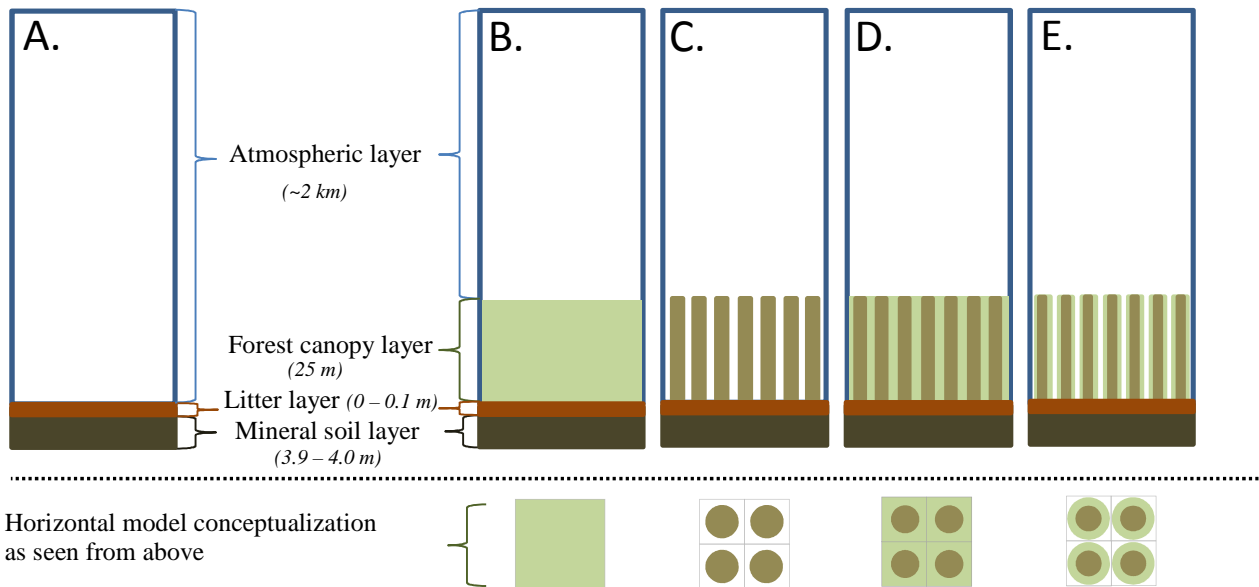 A.
B.
C.
D.
E.
Atmospheric layer
(~2 km)
Forest canopy layer
(25 m)
Litter layer (0 – 0.1 m)
Mineral soil layer
(3.9 – 4.0 m)
Horizontal model conceptualization
as seen from above